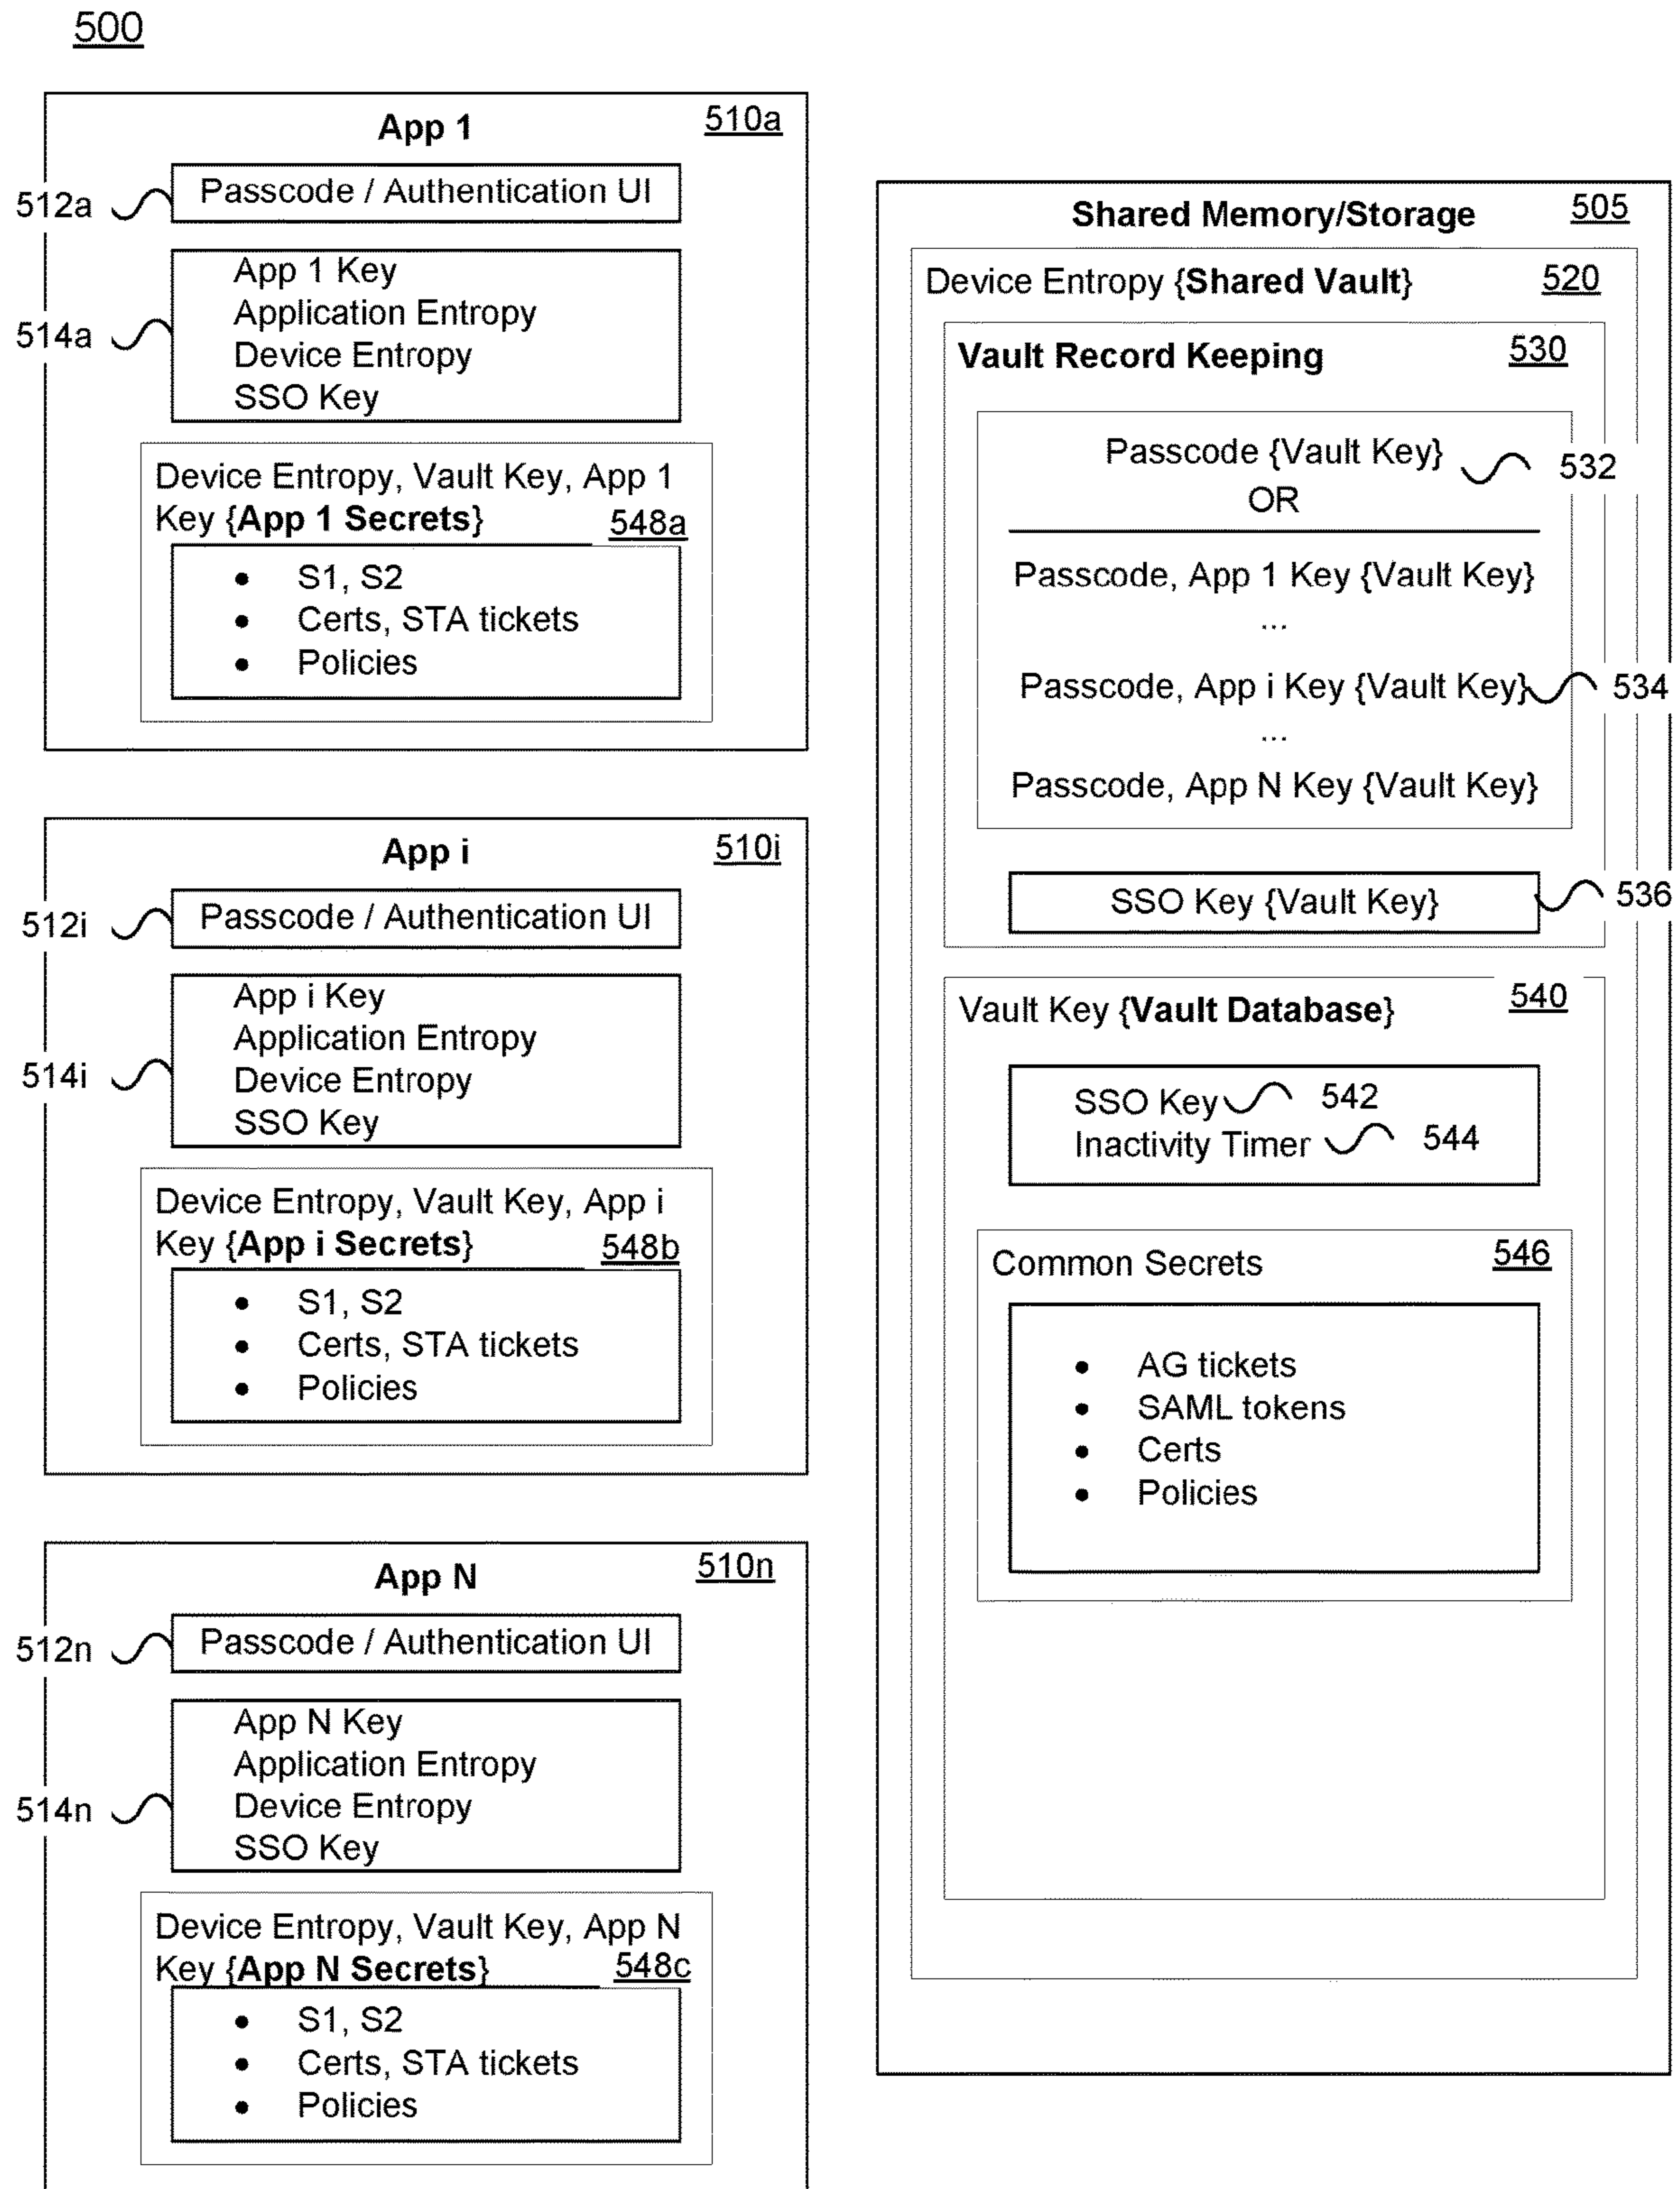 500
App 1 510a
512a Passcode / Authentication UI
App 1 Key
Application Entropy
514a
Device Entropy
SSO Key
Device Entropy, Vault Key, App 1
Key {App 1 Secrets} 548a
• S1, S2
• Certs, STA tickets
• Policies
App i 510i
512i Passcode / Authentication UI
App i Key
Application Entropy
514i Device Entropy
SSO Key
Device Entropy, Vault Key, App i
Key {App i Secrets} 548b
• S1, S2
• Certs, STA tickets
• Policies
App N 510n
512n Passcode / Authentication UI
App N Key
Application Entropy
514n Device Entropy
SSO Key
Device Entropy, Vault Key, App N
Key {App N Secrets} 548c
• S1, S2
• Certs, STA tickets
• Policies
Shared Memory/Storage 505
Device Entropy {Shared Vault} 520
Vault Record Keeping 530
Passcode {Vault Key} 532
OR
Passcode, App 1 Key {Vault Key}
...
Passcode, App i Key {Vault Key} 534
...
Passcode, App N Key {Vault Key}
SSO Key {Vault Key} 536
Vault Key {Vault Database} 540
SSO Key 542
Inactivity Timer 544
Common Secrets 546
• AG tickets
• SAML tokens
• Certs
• Policies